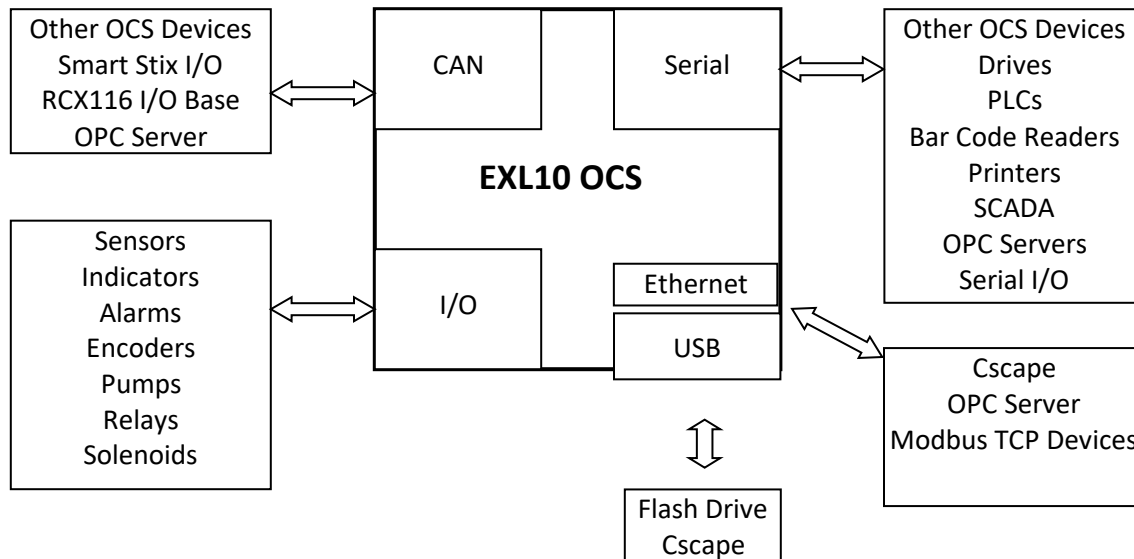 Other OCS Devices
Smart Stix I/O
RCX116 I/O Base
OPC Server
CAN
Serial
EXL10 OCS
I/O
Ethernet
USB
Other OCS Devices
Drives
PLCs
Bar Code Readers
Printers
SCADA
OPC Servers
Serial I/O
Sensors
Indicators
Alarms
Encoders
Pumps
Relays
Solenoids
Cscape
OPC Server
Modbus TCP Devices
Flash Drive
Cscape